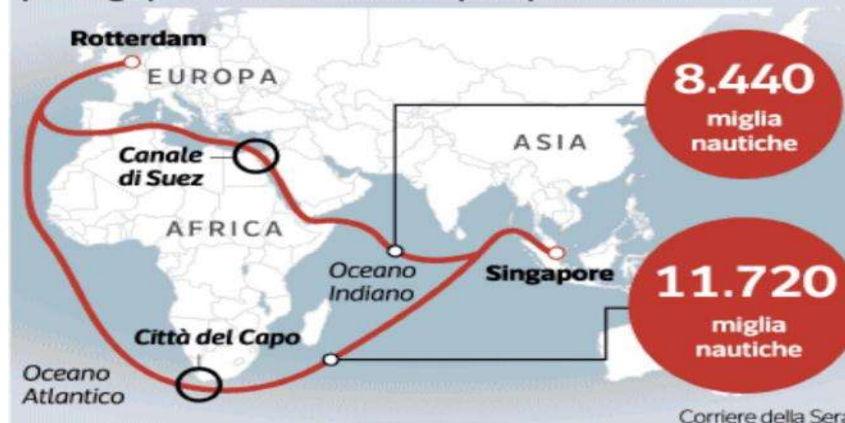 Rotterdam
EUROPA
8.440
miglia
nautiche
Canale
di Suez
ASIA
AFRICA
Oceano
Indiano
Singapore
11.720
miglia
nautiche
Città del Capo
Oceano
Atlantico
Corriere della Sera